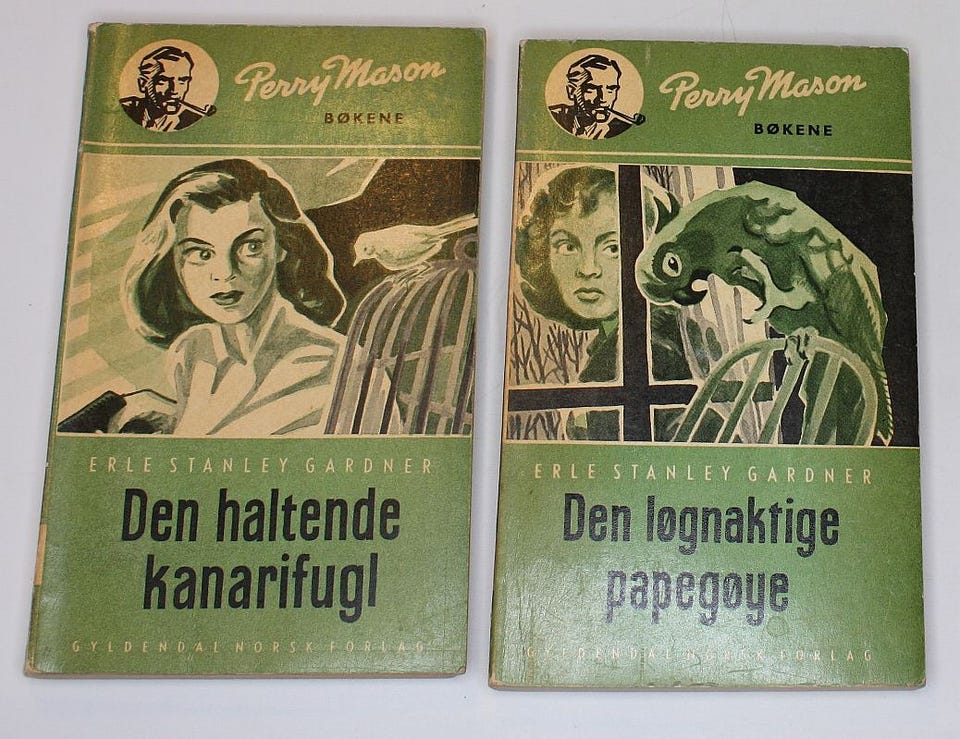 Perry Mason
BØKENE
ERLE STANLEY GARDNER
Den haltende
kanarifugl
GYLDENDAL NORSK FORLAG
Perry Mason
BØKENE
ERLE STANLEY GARDNER
Den løgnaktige
papegøye
GYLDENDAL NORSK FORLAG